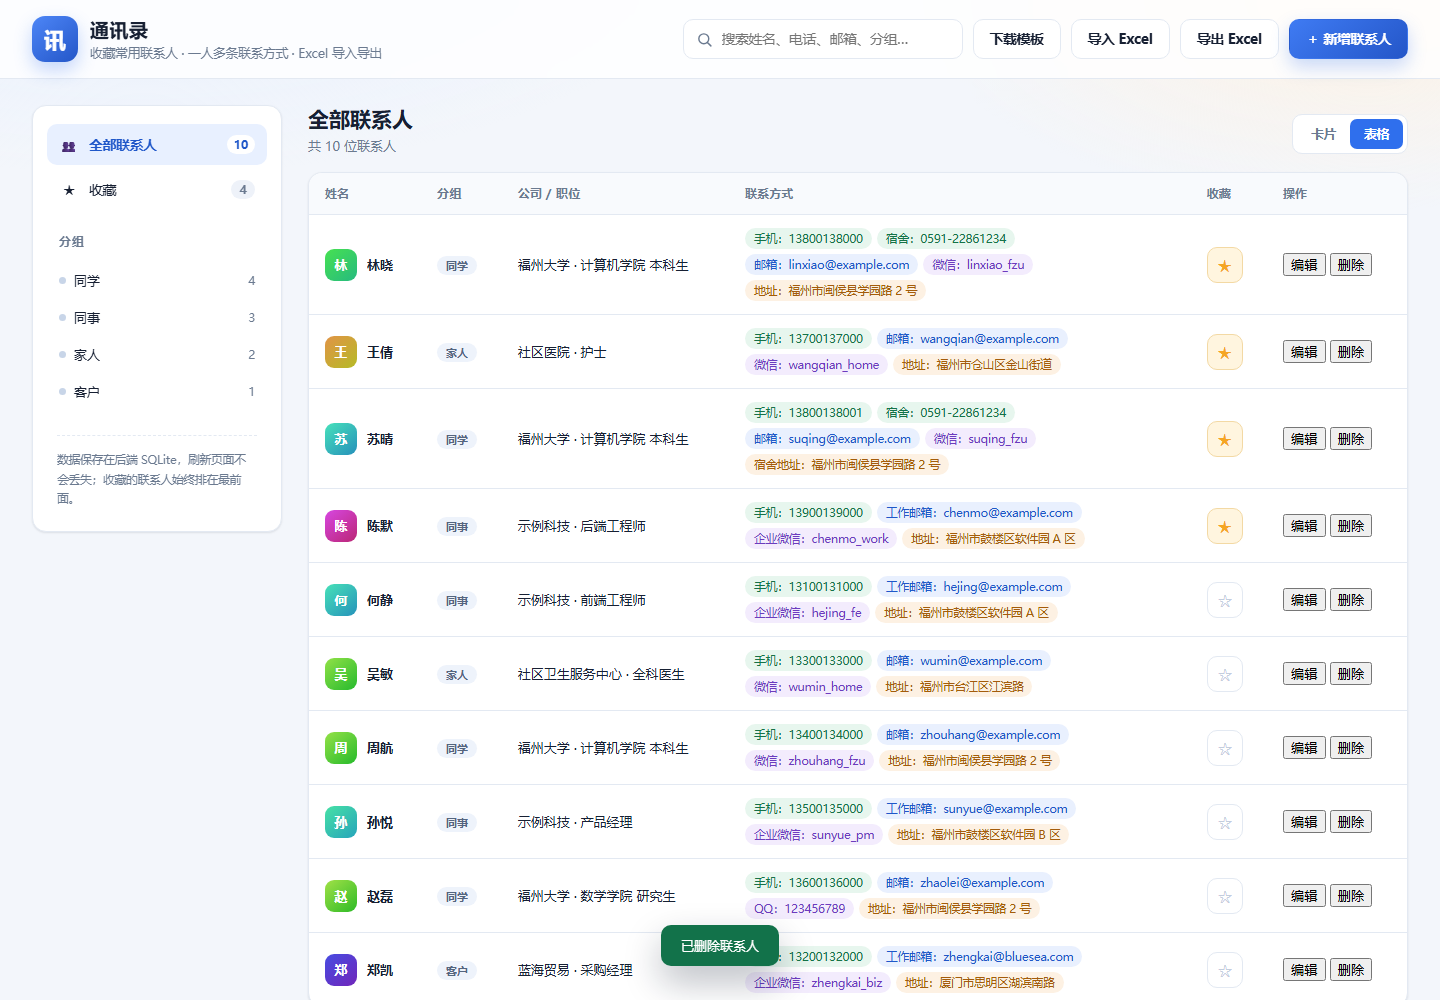 讯
通讯录
收藏常用联系人 · 一人多条联系方式 · Excel 导入导出
搜索姓名、电话、邮箱、分组...
下载模板
导入 Excel
导出 Excel
+ 新增联系人
全部联系人 10
★ 收藏 4
分组
同学 4
同事 3
家人 2
客户 1
数据保存在后端 SQLite，刷新页面不
会丢失；收藏的联系人始终排在最前
面。
全部联系人
共 10 位联系人
卡片 表格
姓名 分组 公司 / 职位 联系方式 收藏 操作
手机：13800138000 宿舍：0591-22861234
林 林晓 同学 福州大学 · 计算机学院 本科生 邮箱：linxiao@example.com 微信：linxiao_fzu ★ 编辑 删除
地址：福州市闽侯县学园路 2 号
手机：13700137000 邮箱：wangqian@example.com
王 王倩 家人 社区医院 · 护士 ★ 编辑 删除
微信：wangqian_home 地址：福州市仓山区金山街道
手机：13800138001 宿舍：0591-22861234
苏 苏晴 同学 福州大学 · 计算机学院 本科生 邮箱：suqing@example.com 微信：suqing_fzu ★ 编辑 删除
宿舍地址：福州市闽侯县学园路 2 号
手机：13900139000 工作邮箱：chenmo@example.com
陈 陈默 同事 示例科技 · 后端工程师 ★ 编辑 删除
企业微信：chenmo_work 地址：福州市鼓楼区软件园 A 区
手机：13100131000 工作邮箱：hejing@example.com
何 何静 同事 示例科技 · 前端工程师 ☆ 编辑 删除
企业微信：hejing_fe 地址：福州市鼓楼区软件园 A 区
手机：13300133000 邮箱：wumin@example.com
吴 吴敏 家人 社区卫生服务中心 · 全科医生 ☆ 编辑 删除
微信：wumin_home 地址：福州市台江区江滨路
手机：13400134000 邮箱：zhouhang@example.com
周 周航 同学 福州大学 · 计算机学院 本科生 ☆ 编辑 删除
微信：zhouhang_fzu 地址：福州市闽侯县学园路 2 号
手机：13500135000 工作邮箱：sunyue@example.com
孙 孙悦 同事 示例科技 · 产品经理 ☆ 编辑 删除
企业微信：sunyue_pm 地址：福州市鼓楼区软件园 B 区
手机：13600136000 邮箱：zhaolei@example.com
赵 赵磊 同学 福州大学 · 数学学院 研究生 ☆ 编辑 删除
QQ：123456789 地址：福州市闽侯县学园路 2 号
已删除联系人
：13200132000 工作邮箱：zhengkai@bluesea.com
郑 郑凯 客户 蓝海贸易 · 采购经理 ☆ 编辑 删除
企业微信：zhengkai_biz 地址：厦门市思明区湖滨南路